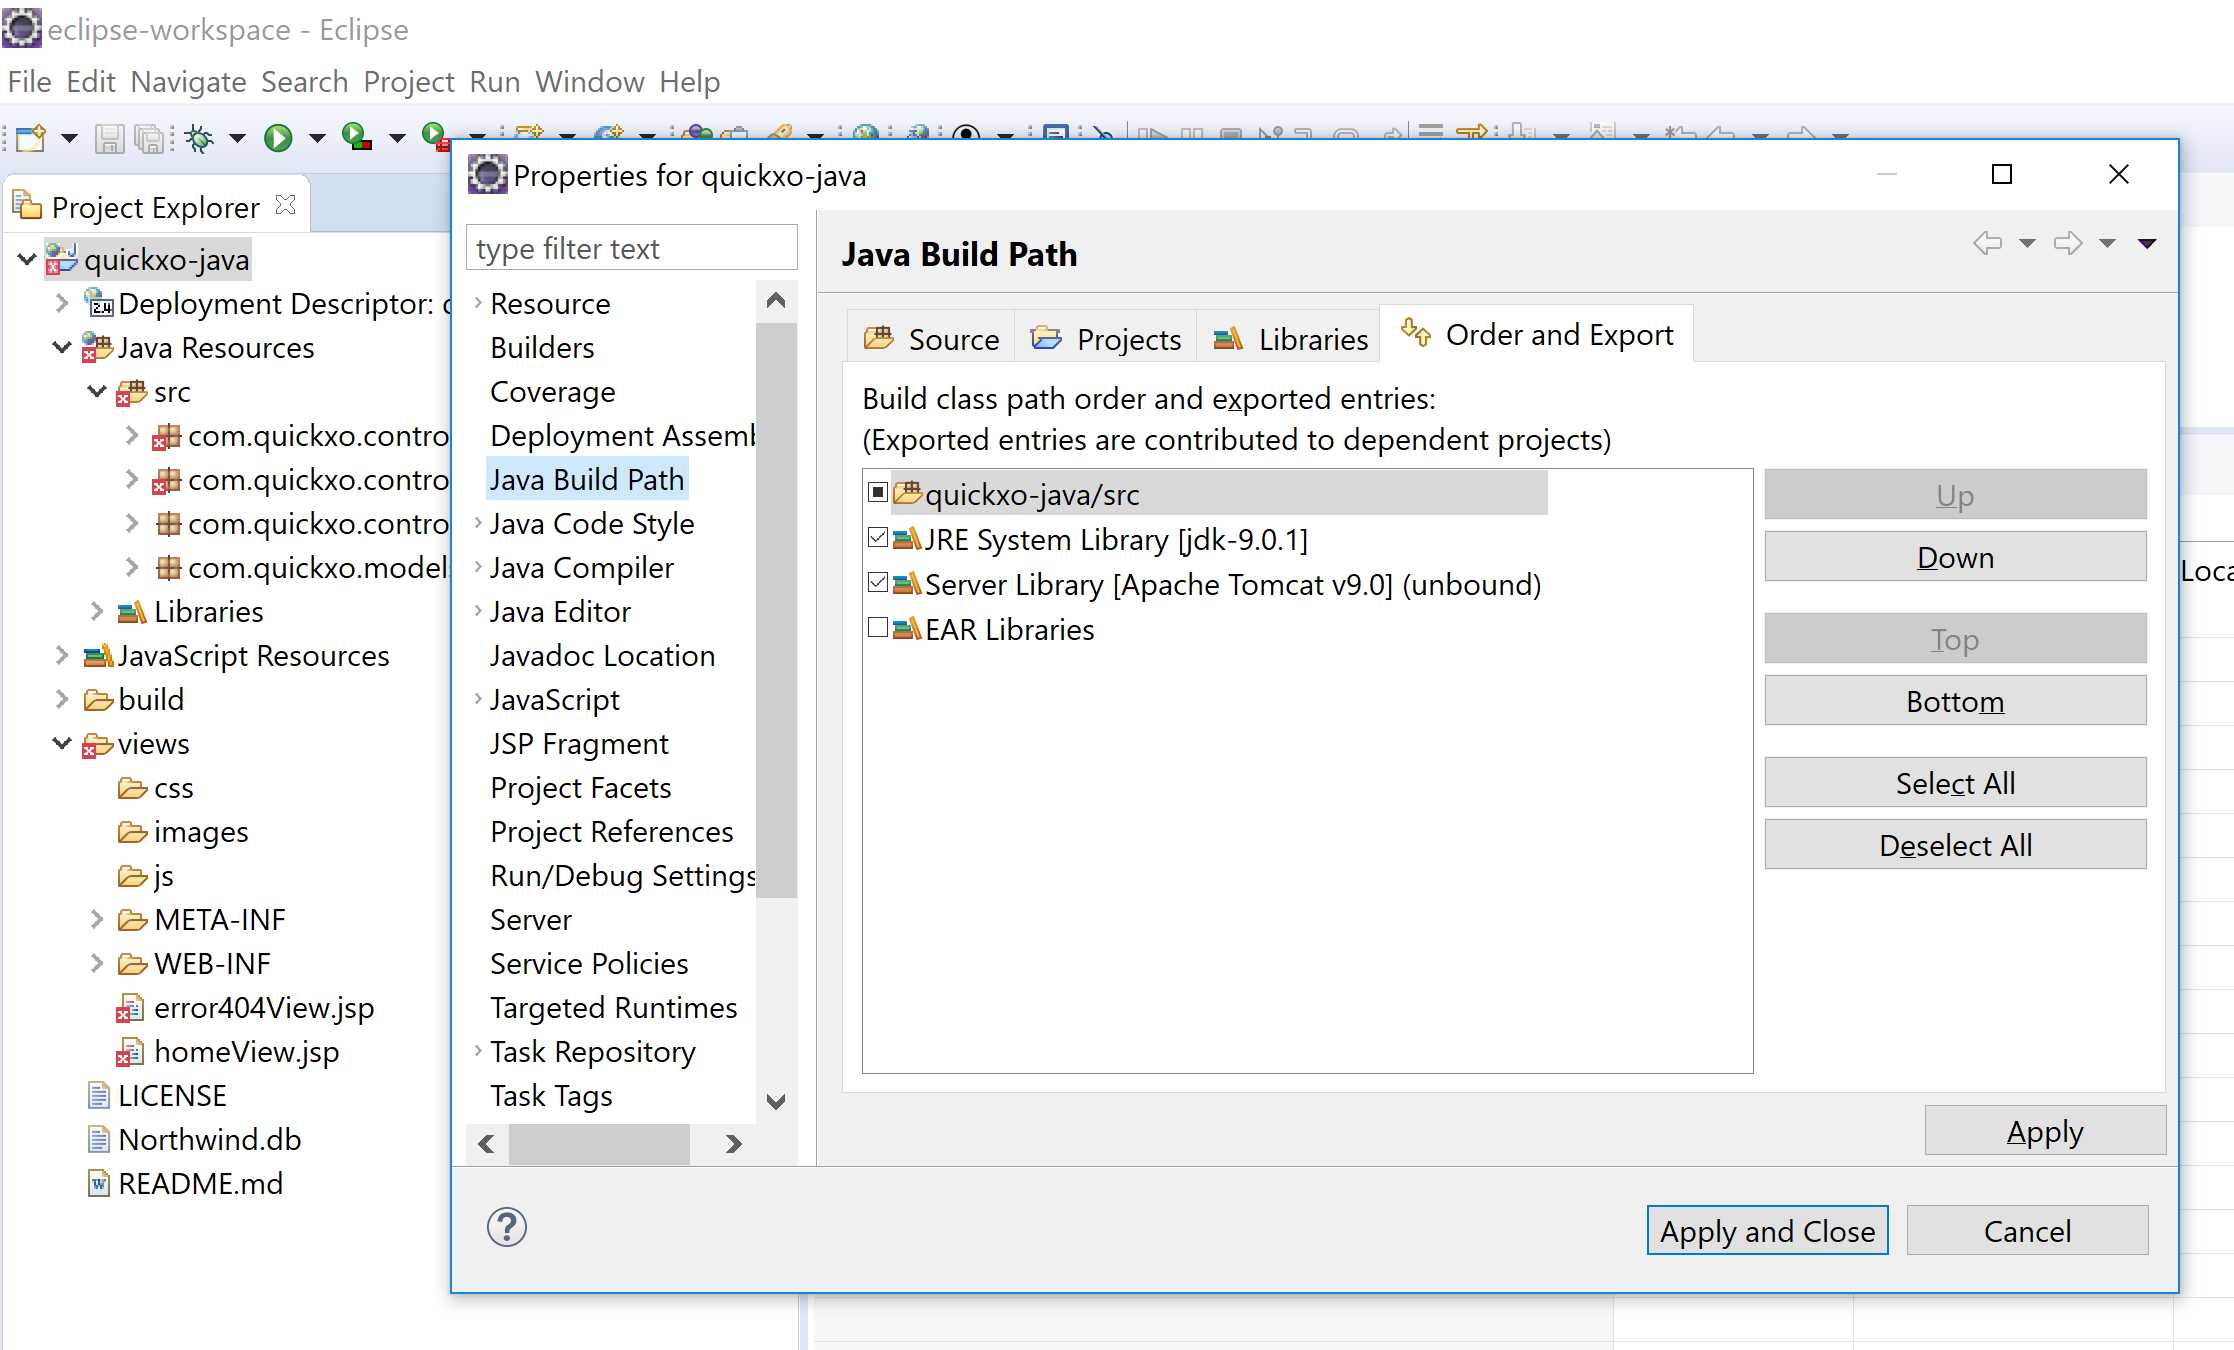 eclipse-workspace - Eclipse
File Edit Navigate Search Project Run Window Help
Project Explorer
quickxo-java
Deployment Descriptor:
Java Resources
src
com.quickxo.contro
com.quickxo.contro
com.quickxo.contro
com.quickxo.model
Libraries
JavaScript Resources
build
views
css
images
js
META-INF
WEB-INF
error404View.jsp
homeView.jsp
LICENSE
Northwind.db
README.md
Properties for quickxo-java
type filter text
Resource
Builders
Coverage
Deployment Assemb
Java Build Path
Java Code Style
Java Compiler
Java Editor
Javadoc Location
JavaScript
JSP Fragment
Project Facets
Project References
Run/Debug Settings
Server
Service Policies
Targeted Runtimes
Task Repository
Task Tags
Java Build Path
Source Projects Libraries Order and Export
Build class path order and exported entries:
(Exported entries are contributed to dependent projects)
quickxo-java/src
JRE System Library [jdk-9.0.1]
Server Library [Apache Tomcat v9.0] (unbound)
EAR Libraries
Up
Down
Top
Bottom
Select All
Deselect All
Apply
Apply and Close Cancel
Loca